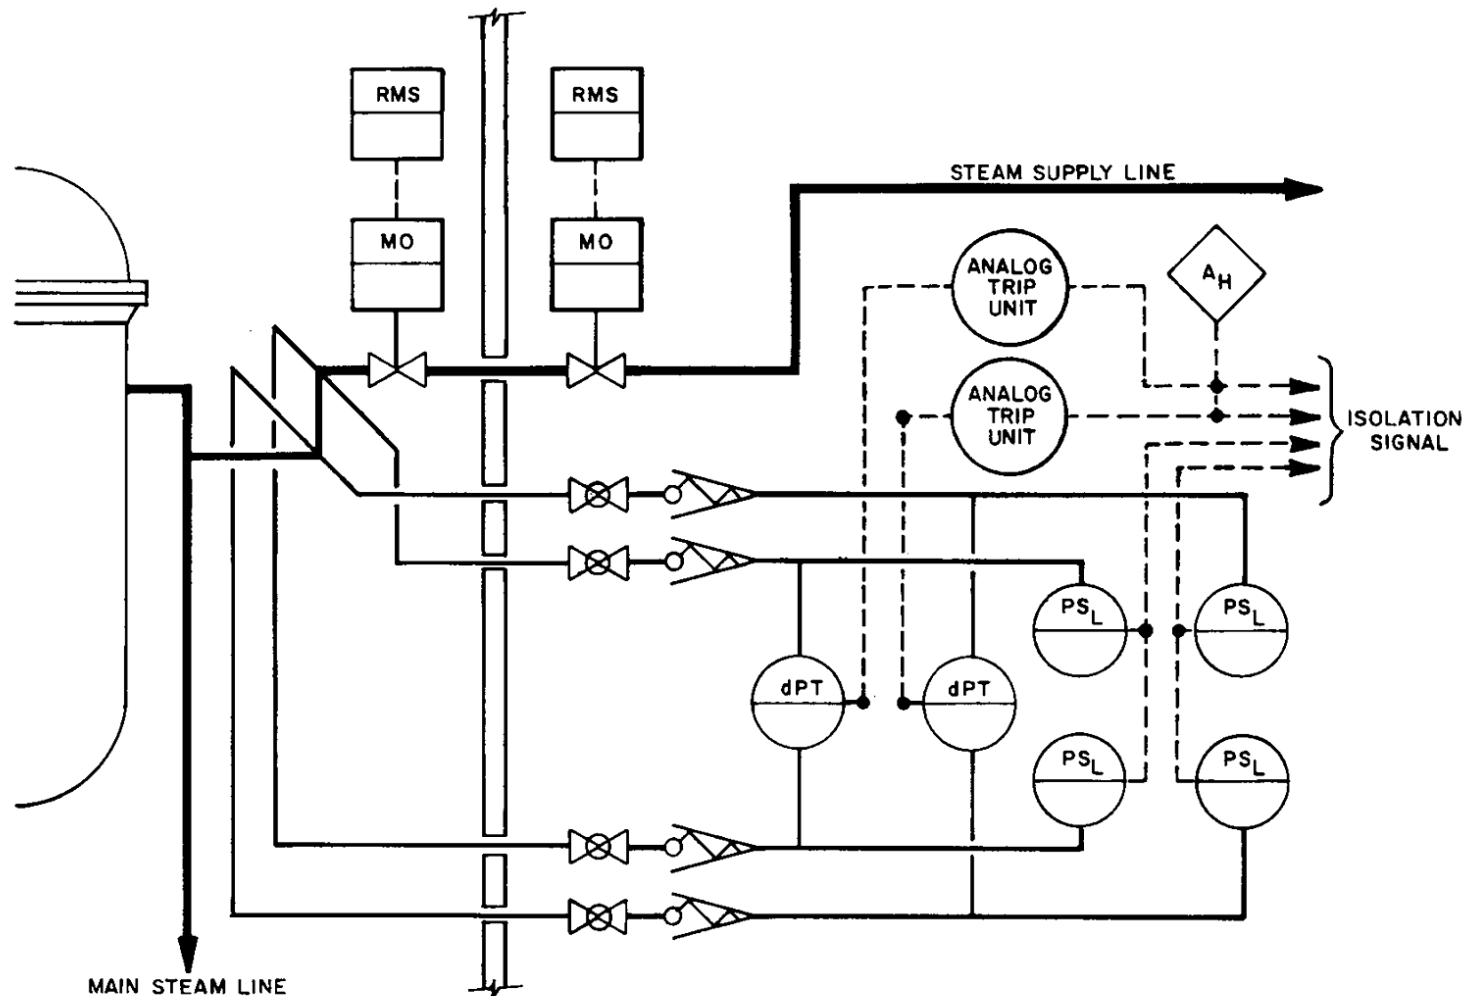 RMS
RMS
STEAM SUPPLY LINE
MO
MO
ANALOG
TRIP
UNIT
AH
ANALOG
TRIP
UNIT
ISOLATION
SIGNAL
PSL
PSL
dPT
dPT
PSL
PSL
MAIN STEAM LINE